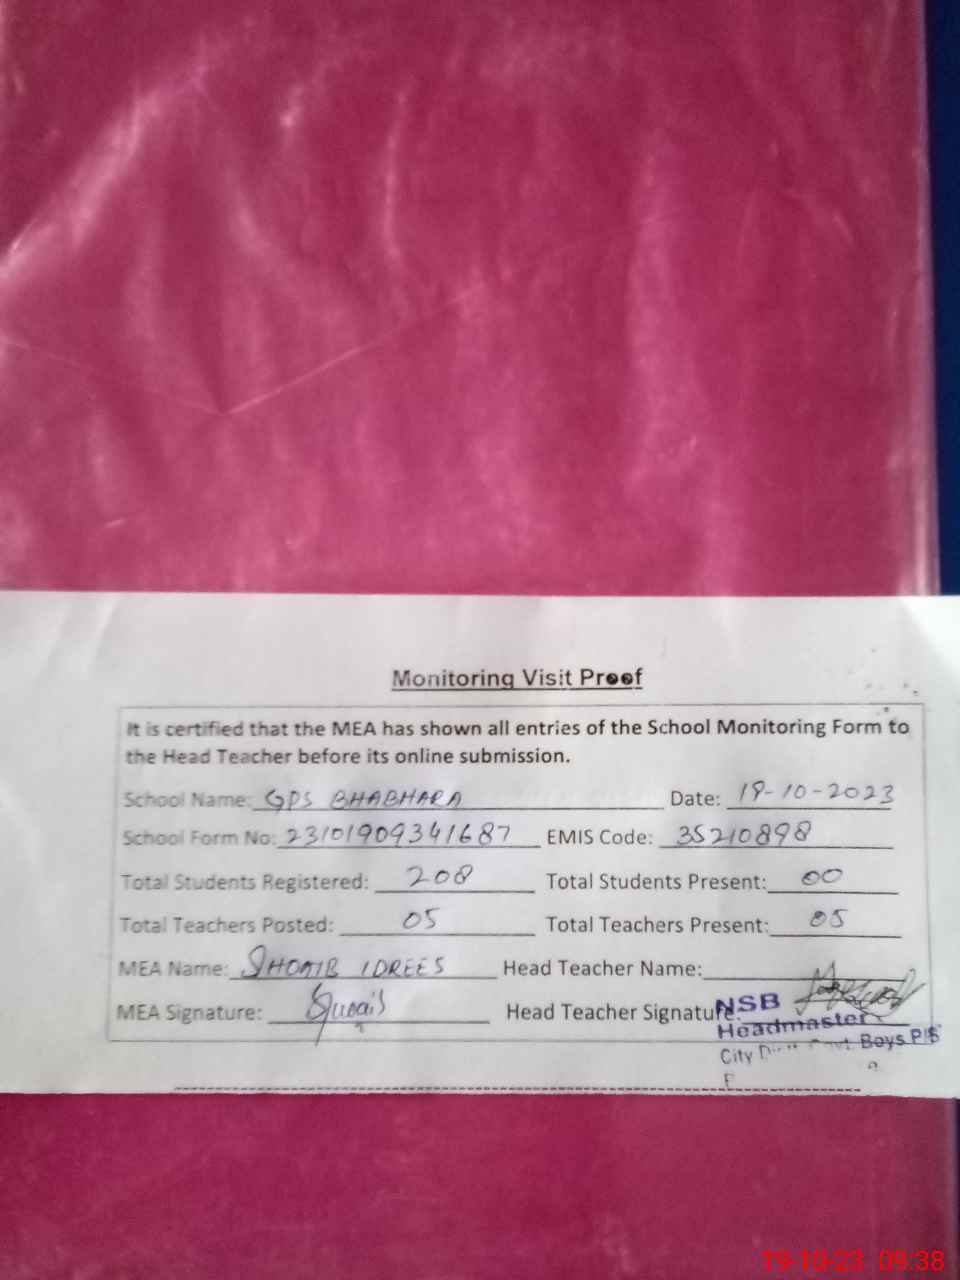 Monitoring Visit Proof
It is certified that the MEA has shown all entries of the School Monitoring Form to
the Head Teacher before its online submission.
School Name: GPS BHABHARA Date: 19-10-2023
School Form No: 23101909341687 EMIS Code: 35210898
Total Students Registered: 208 Total Students Present: 00
Total Teachers Posted: 05 Total Teachers Present: 05
MEA Name: SHOAIB IDREES Head Teacher Name:
MEA Signature: Shoaib Head Teacher Signature:
NSB
Headmaster
City Boys P/S
19-10-23 09:38